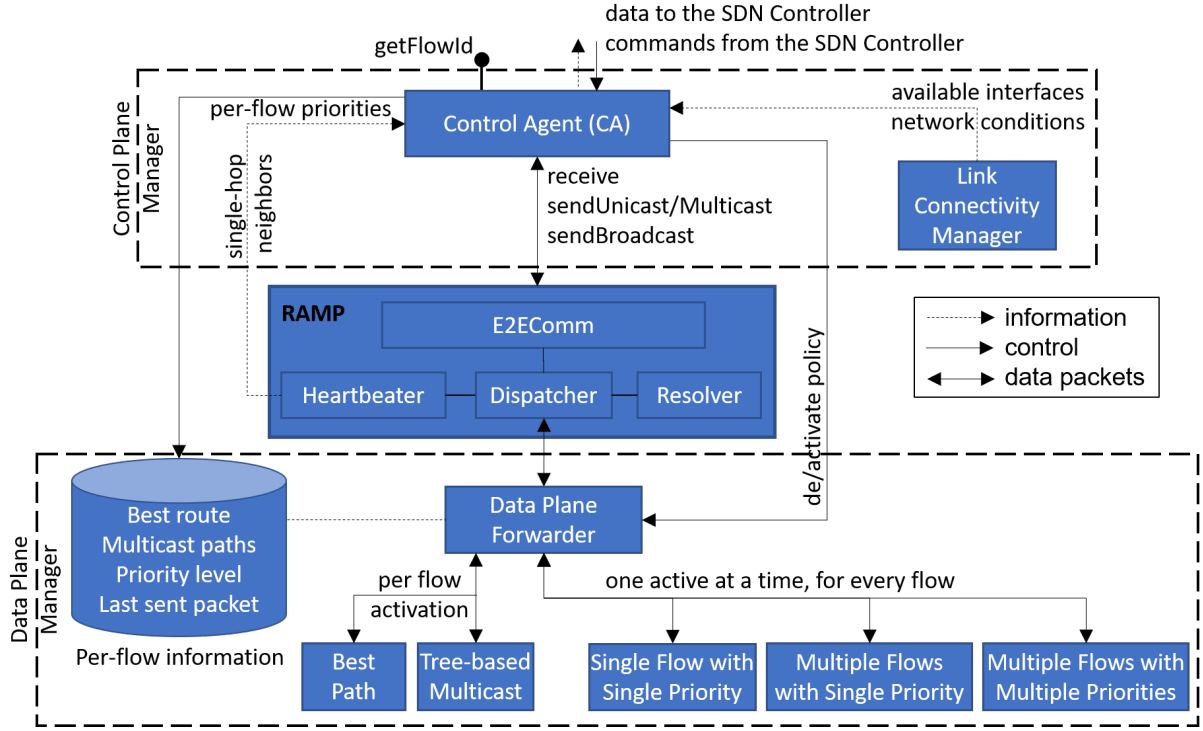 data to the SDN Controller
commands from the SDN Controller
getFlowId
Control Plane
Manager
per-flow priorities
Control Agent (CA)
available interfaces
network conditions
single-hop
neighbors
receive
sendUnicast/Multicast
sendBroadcast
Link
Connectivity
Manager
RAMP
E2EComm
Heartbeater
Dispatcher
Resolver
information
control
data packets
de/activate policy
Data Plane
Manager
Best route
Multicast paths
Priority level
Last sent packet
Per-flow information
Data Plane
Forwarder
per flow
activation
one active at a time, for every flow
Best
Path
Tree-based
Multicast
Single Flow with
Single Priority
Multiple Flows
with Single Priority
Multiple Flows with
Multiple Priorities